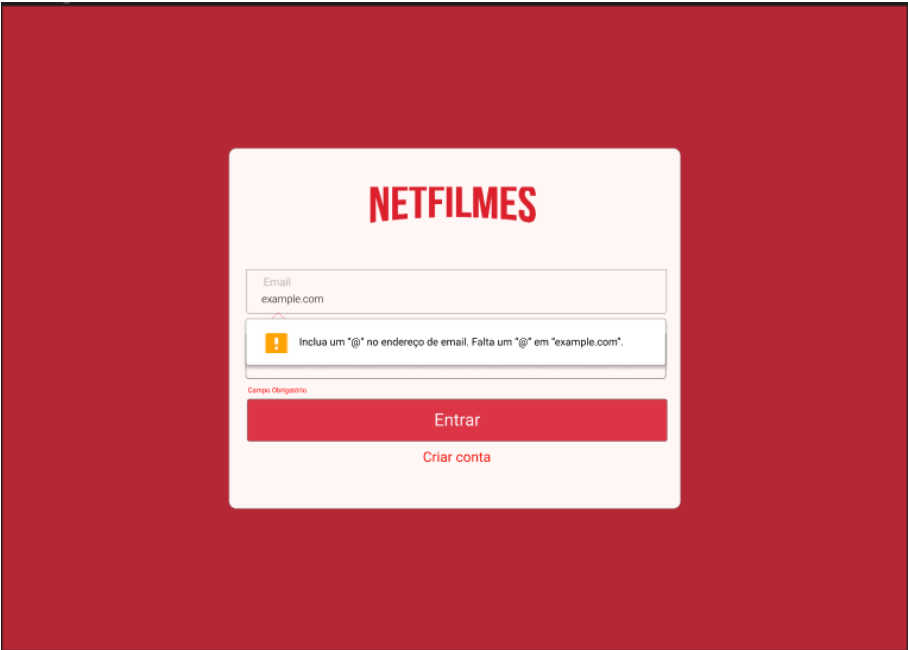 NETFILMES
Email
example.com
Inclua um "@" no endereço de email. Falta um "@" em "example.com".
Campo Obrigatório
Entrar
Criar conta